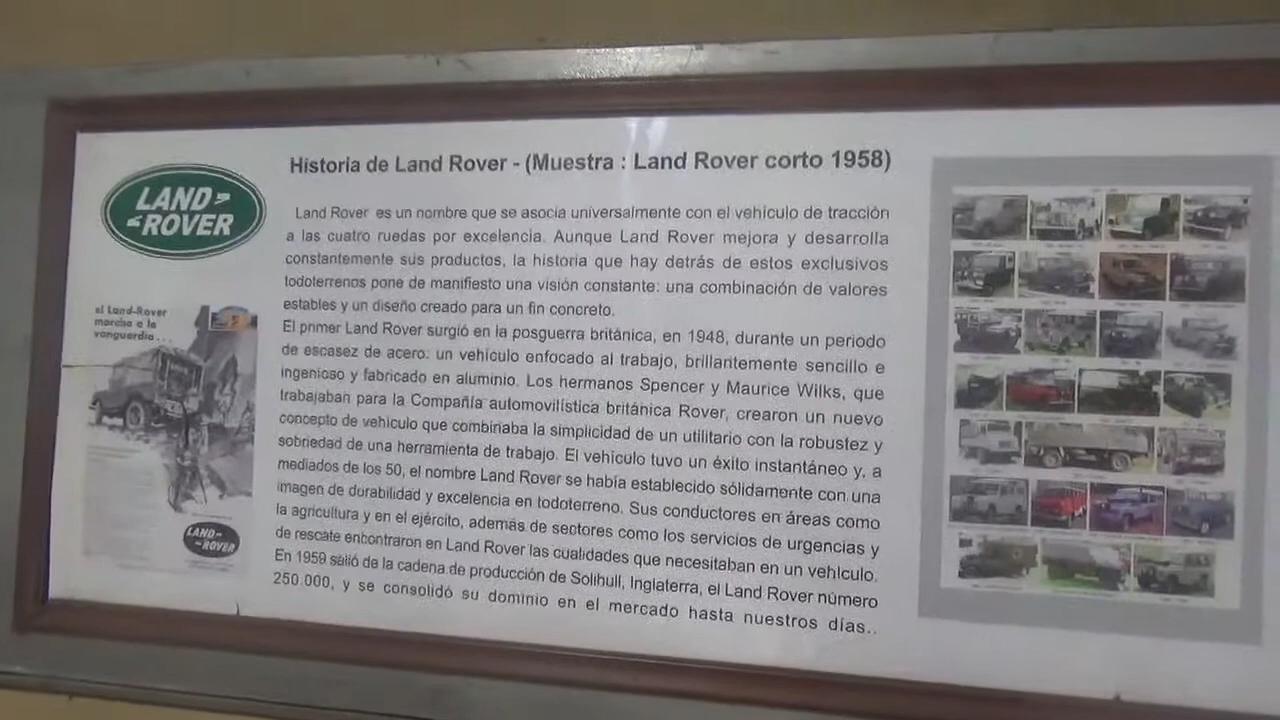 Historia de Land Rover - (Muestra : Land Rover corto 1958)
LAND
ROVER
Land Rover es un nombre que se asocia universalmente con el vehículo de tracción
a las cuatro ruedas por excelencia. Aunque Land Rover mejora y desarrolla
constantemente sus productos, la historia que hay detrás de estos exclusivos
todoterrenos pone de manifiesto una visión constante: una combinación de valores
estables y un diseño creado para un fin concreto.
El primer Land Rover surgió en la posguerra británica, en 1948, durante un periodo
de escasez de acero: un vehículo enfocado al trabajo, brillantemente sencillo e
ingenioso y fabricado en aluminio. Los hermanos Spencer y Maurice Wilks, que
trabajaban para la Compañía automovilística británica Rover, crearon un nuevo
concepto de vehículo que combinaba la simplicidad de un utilitario con la robustez y
sobriedad de una herramienta de trabajo. El vehículo tuvo un éxito instantáneo y, a
mediados de los 50, el nombre Land Rover se había establecido sólidamente con una
imagen de durabilidad y excelencia en todoterreno. Sus conductores en áreas como
la agricultura y en el ejército, además de sectores como los servicios de urgencias y
de rescate encontraron en Land Rover las cualidades que necesitaban en un vehículo.
En 1959 salió de la cadena de producción de Solihull, Inglaterra, el Land Rover número
250.000, y se consolidó su dominio en el mercado hasta nuestros días..
el Land-Rover
marcha a la
vanguardia...
LAND-
-ROVER